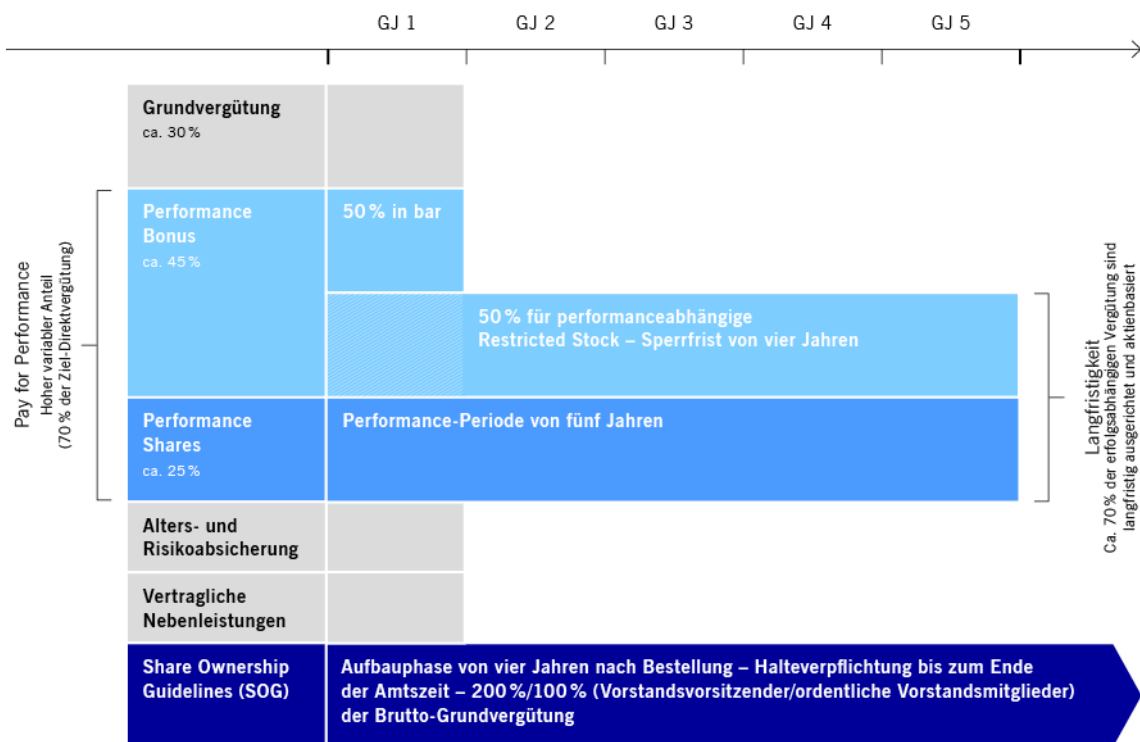 GJ 1 GJ 2 GJ 3 GJ 4 GJ 5
Grundvergütung
ca. 30 %
Pay for Performance
Hoher variabler Anteil
(70 % der Ziel-Direktvergütung)
Performance
Bonus
ca. 45 %
50 % in bar
50 % für performanceabhängige
Restricted Stock – Sperrfrist von vier Jahren
Performance
Shares
ca. 25 %
Performance-Periode von fünf Jahren
Langfristigkeit
Ca. 70 % der erfolgsabhängigen Vergütung sind
langfristig ausgerichtet und aktienbasiert
Alters- und
Risikoabsicherung
Vertragliche
Nebenleistungen
Share Ownership
Guidelines (SOG)
Aufbauphase von vier Jahren nach Bestellung – Halteverpflichtung bis zum Ende
der Amtszeit – 200 %/100 % (Vorstandsvorsitzender/ordentliche Vorstandsmitglieder)
der Brutto-Grundvergütung